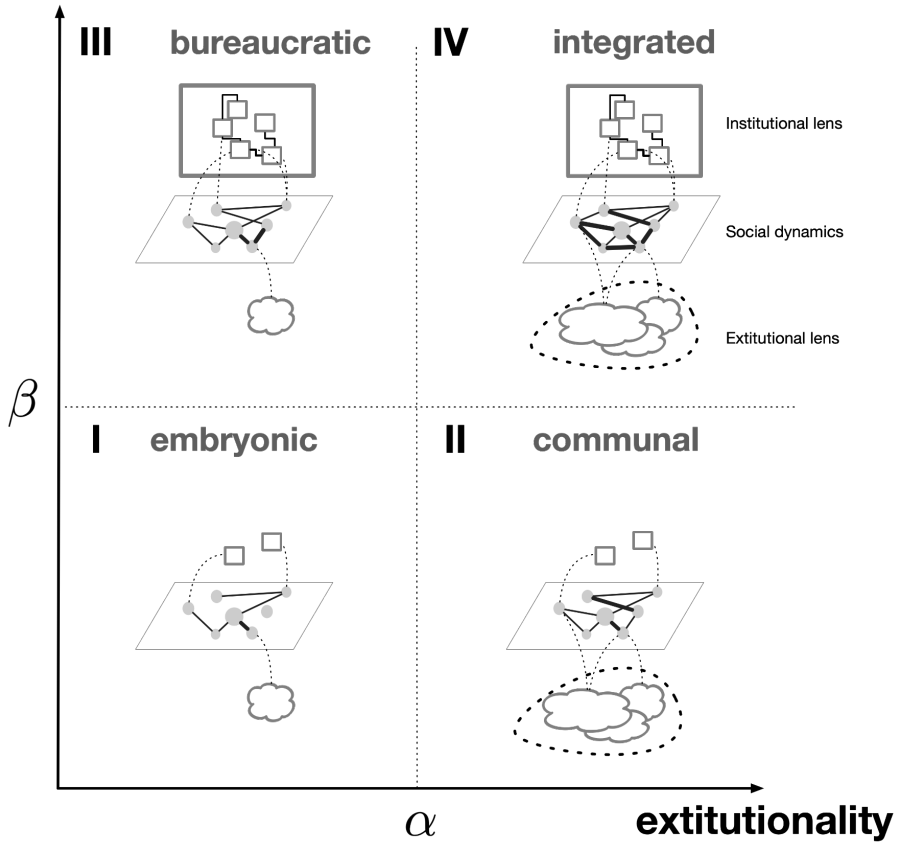 III bureaucratic IV integrated
Institutional lens
Social dynamics
Extitutional lens
β
I embryonic II communal
α extitutionality